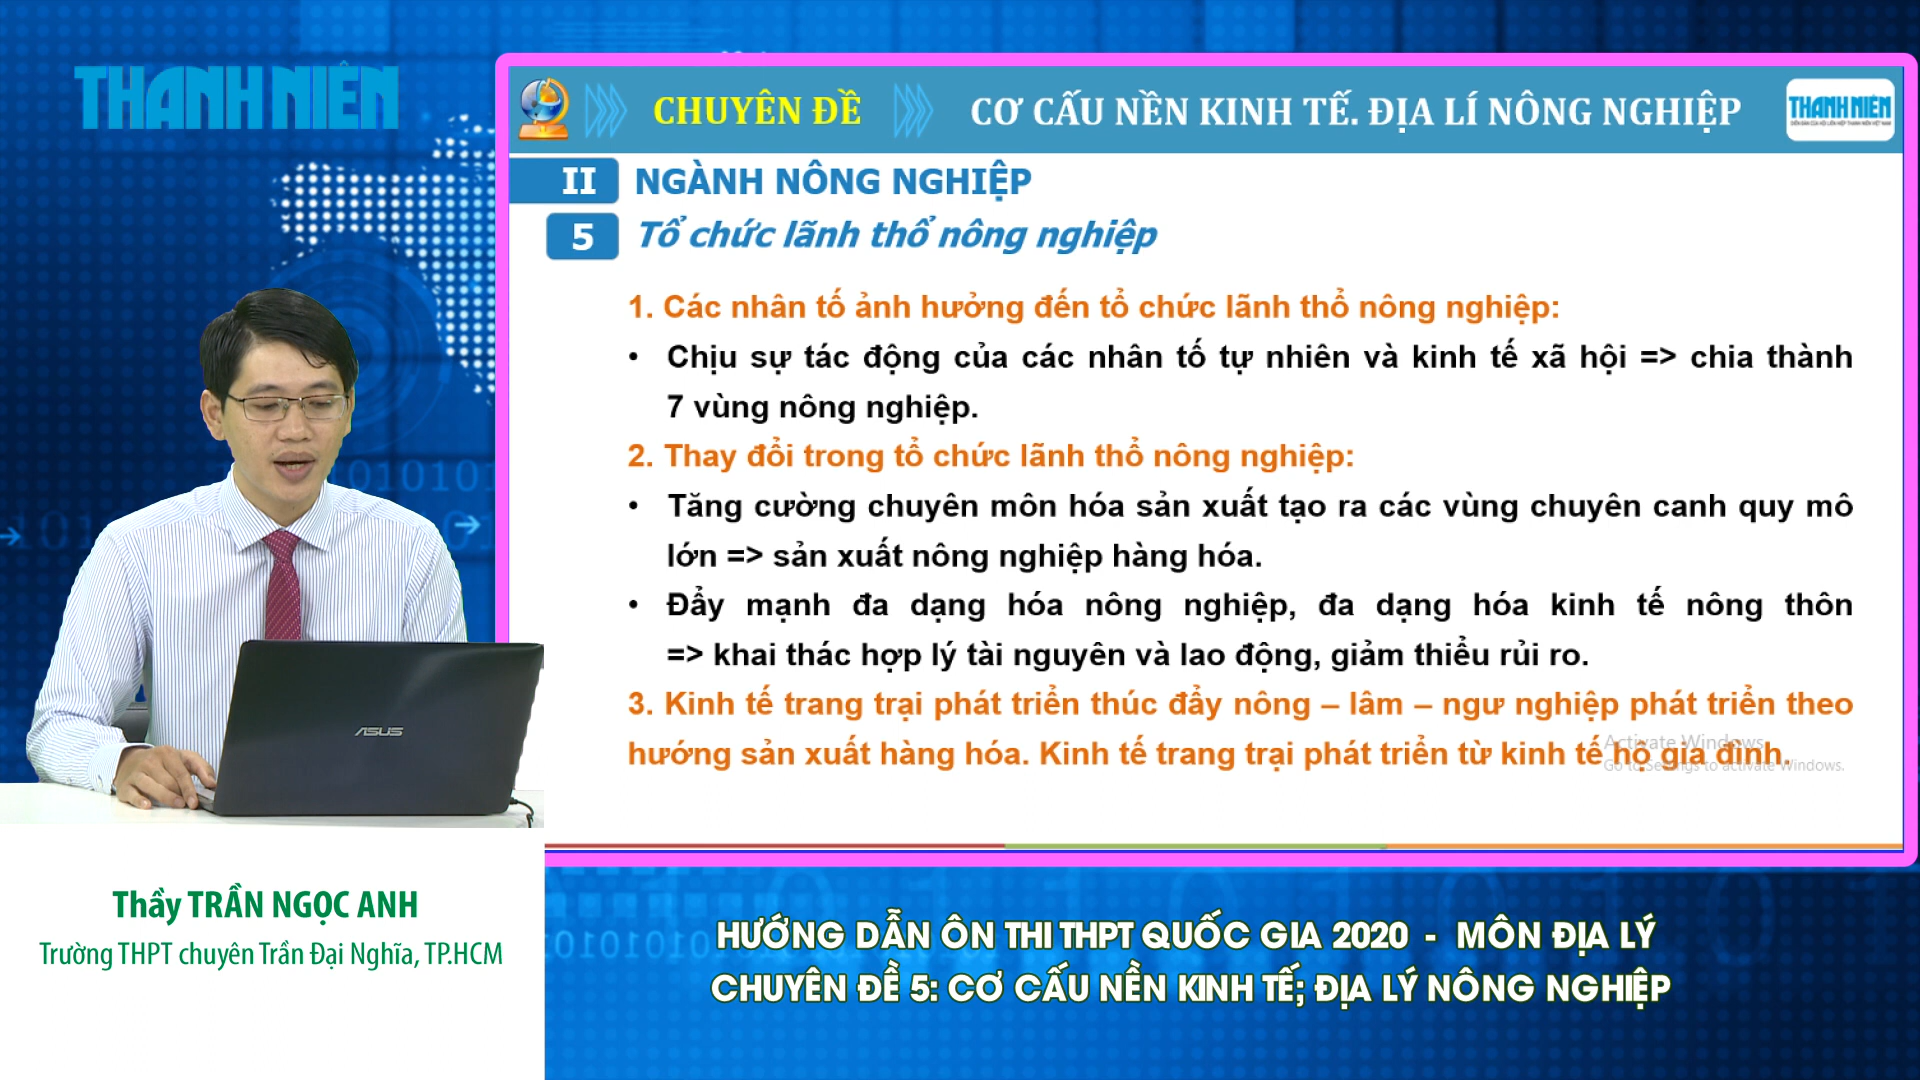 THANH NIÊN
CHUYÊN ĐỀ
CƠ CẤU NỀN KINH TẾ. ĐỊA LÍ NÔNG NGHIỆP
THANH NIÊN
II
NGÀNH NÔNG NGHIỆP
5
Tổ chức lãnh thổ nông nghiệp
1. Các nhân tố ảnh hưởng đến tổ chức lãnh thổ nông nghiệp:
• Chịu sự tác động của các nhân tố tự nhiên và kinh tế xã hội => chia thành
7 vùng nông nghiệp.
2. Thay đổi trong tổ chức lãnh thổ nông nghiệp:
• Tăng cường chuyên môn hóa sản xuất tạo ra các vùng chuyên canh quy mô
lớn => sản xuất nông nghiệp hàng hóa.
• Đẩy mạnh đa dạng hóa nông nghiệp, đa dạng hóa kinh tế nông thôn
=> khai thác hợp lý tài nguyên và lao động, giảm thiểu rủi ro.
3. Kinh tế trang trại phát triển thúc đẩy nông – lâm – ngư nghiệp phát triển theo
hướng sản xuất hàng hóa. Kinh tế trang trại phát triển từ kinh tế hộ gia đình.
Activate Windows
Go to Settings to activate Windows.
ASUS
Thầy TRẦN NGỌC ANH
Trường THPT chuyên Trần Đại Nghĩa, TP.HCM
HƯỚNG DẪN ÔN THI THPT QUỐC GIA 2020 - MÔN ĐỊA LÝ
CHUYÊN ĐỀ 5: CƠ CẤU NỀN KINH TẾ; ĐỊA LÝ NÔNG NGHIỆP